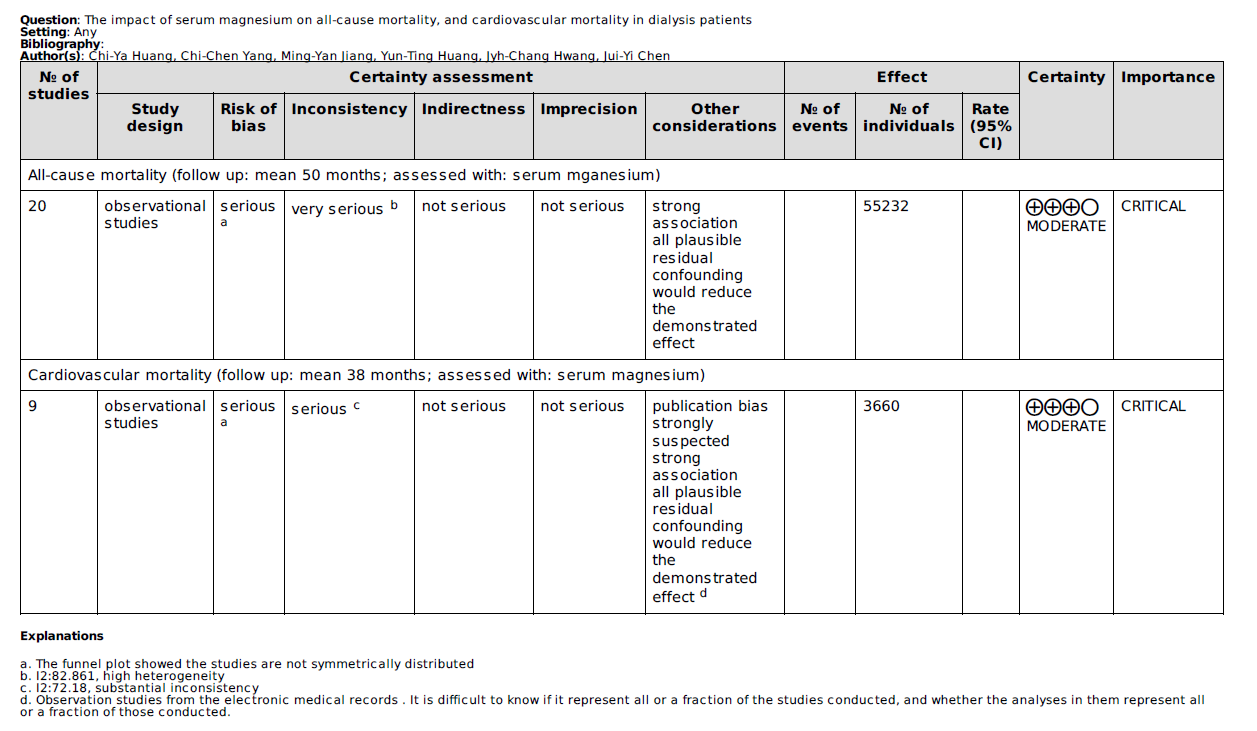 Question: The impact of serum magnesium on all-cause mortality, and cardiovascular mortality in dialysis patients
Setting: Any
Bibliography:
Author(s): Chi-Ya Huang, Chi-Chen Yang, Ming-Yan Jiang, Yun-Ting Huang, Jyh-Chang Hwang, Jui-Yi Chen
№ of
studies
Certainty assessment
Effect
Certainty
Importance
Study
design
Risk of
bias
Inconsistency
Indirectness
Imprecision
Other
considerations
№ of
events
№ of
individuals
Rate
(95%
CI)
All-cause mortality (follow up: mean 50 months; assessed with: serum mganesium)
20
observational
studies
serious
a
very serious b
not serious
not serious
strong
association
all plausible
residual
confounding
would reduce
the
demonstrated
effect
55232
⨁⨁⨁◯
MODERATE
CRITICAL
Cardiovascular mortality (follow up: mean 38 months; assessed with: serum magnesium)
9
observational
studies
serious
a
serious c
not serious
not serious
publication bias
strongly
suspected
strong
association
all plausible
residual
confounding
would reduce
the
demonstrated
effect d
3660
⨁⨁⨁◯
MODERATE
CRITICAL
Explanations
a. The funnel plot showed the studies are not symmetrically distributed
b. I2:82.861, high heterogeneity
c. I2:72.18, substantial inconsistency
d. Observation studies from the electronic medical records . It is difficult to know if it represent all or a fraction of the studies conducted, and whether the analyses in them represent all
or a fraction of those conducted.